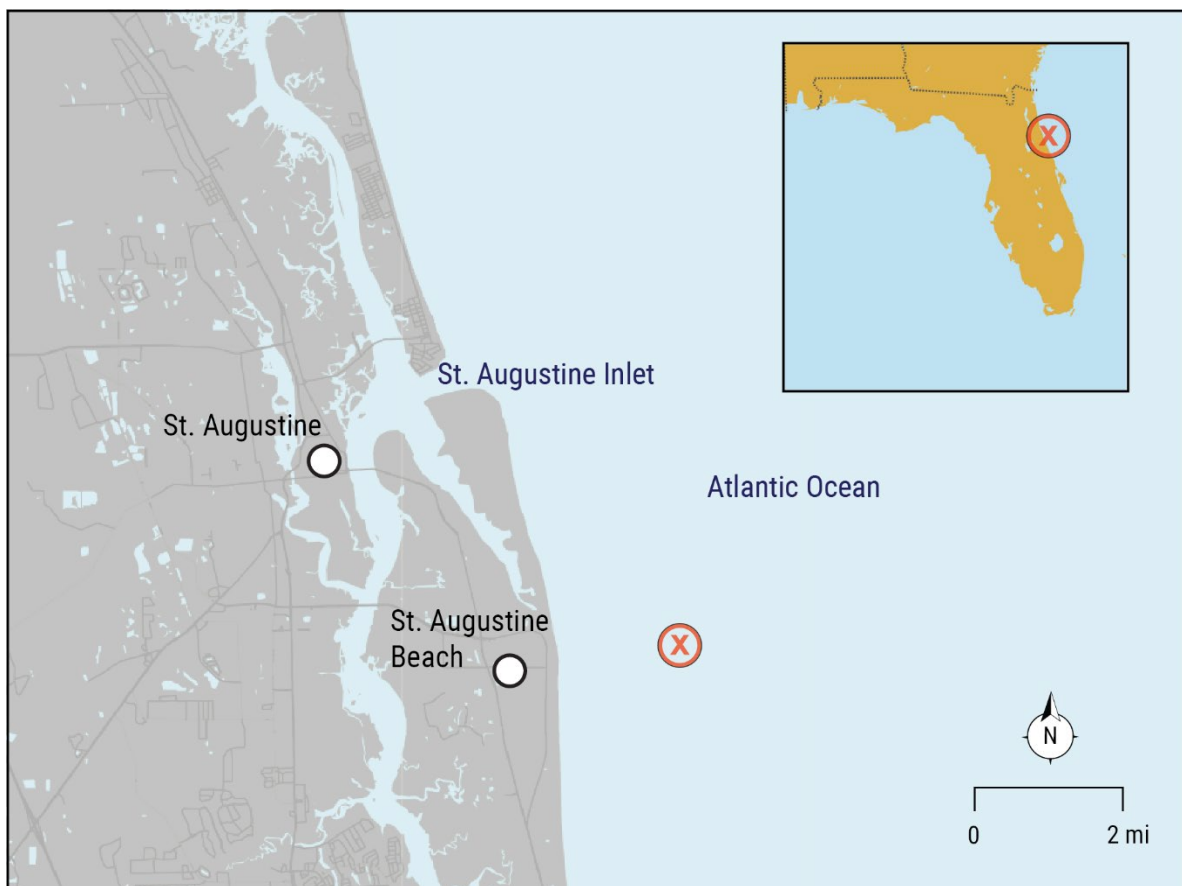 X
St. Augustine Inlet
St. Augustine
Atlantic Ocean
St. Augustine
Beach
X
N
0 2 mi